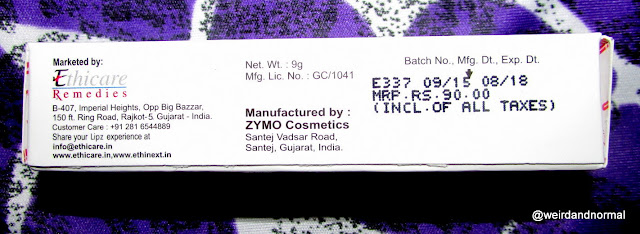 Marketed by:
Ethicare
Remedies
B-407, Imperial Heights, Opp Big Bazzar,
150 ft. Ring Road, Rajkot-5. Gujarat - India.
Customer Care : +91 281 6544889
Share your Lipz experience at
info@ethicare.in
www.ethicare.in,www.ethinext.in
Net. Wt. : 9g
Mfg. Lic. No. : GC/1041
Manufactured by :
ZYMO Cosmetics
Santej Vadsar Road,
Santej, Gujarat, India.
Batch No., Mfg. Dt., Exp. Dt.
E337 09/15 08/18
MRP.RS.90.00
(INCL.OF ALL TAXES)
@weirdandnormal